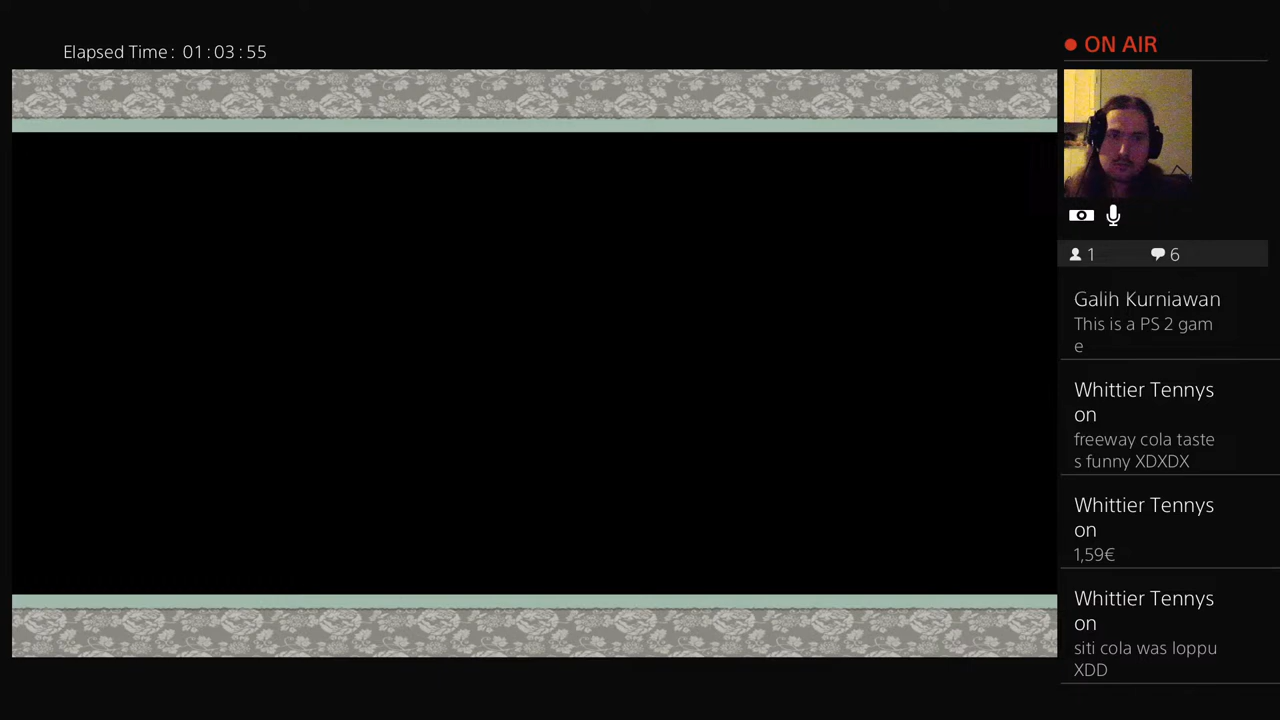 Elapsed Time: 01:03:55
ON AIR
1 6
Galih Kurniawan
This is a PS 2 gam
e
Whittier Tennys
on
freeway cola taste
s funny XDXDX
Whittier Tennys
on
1,59€
Whittier Tennys
on
siti cola was loppu
XDD